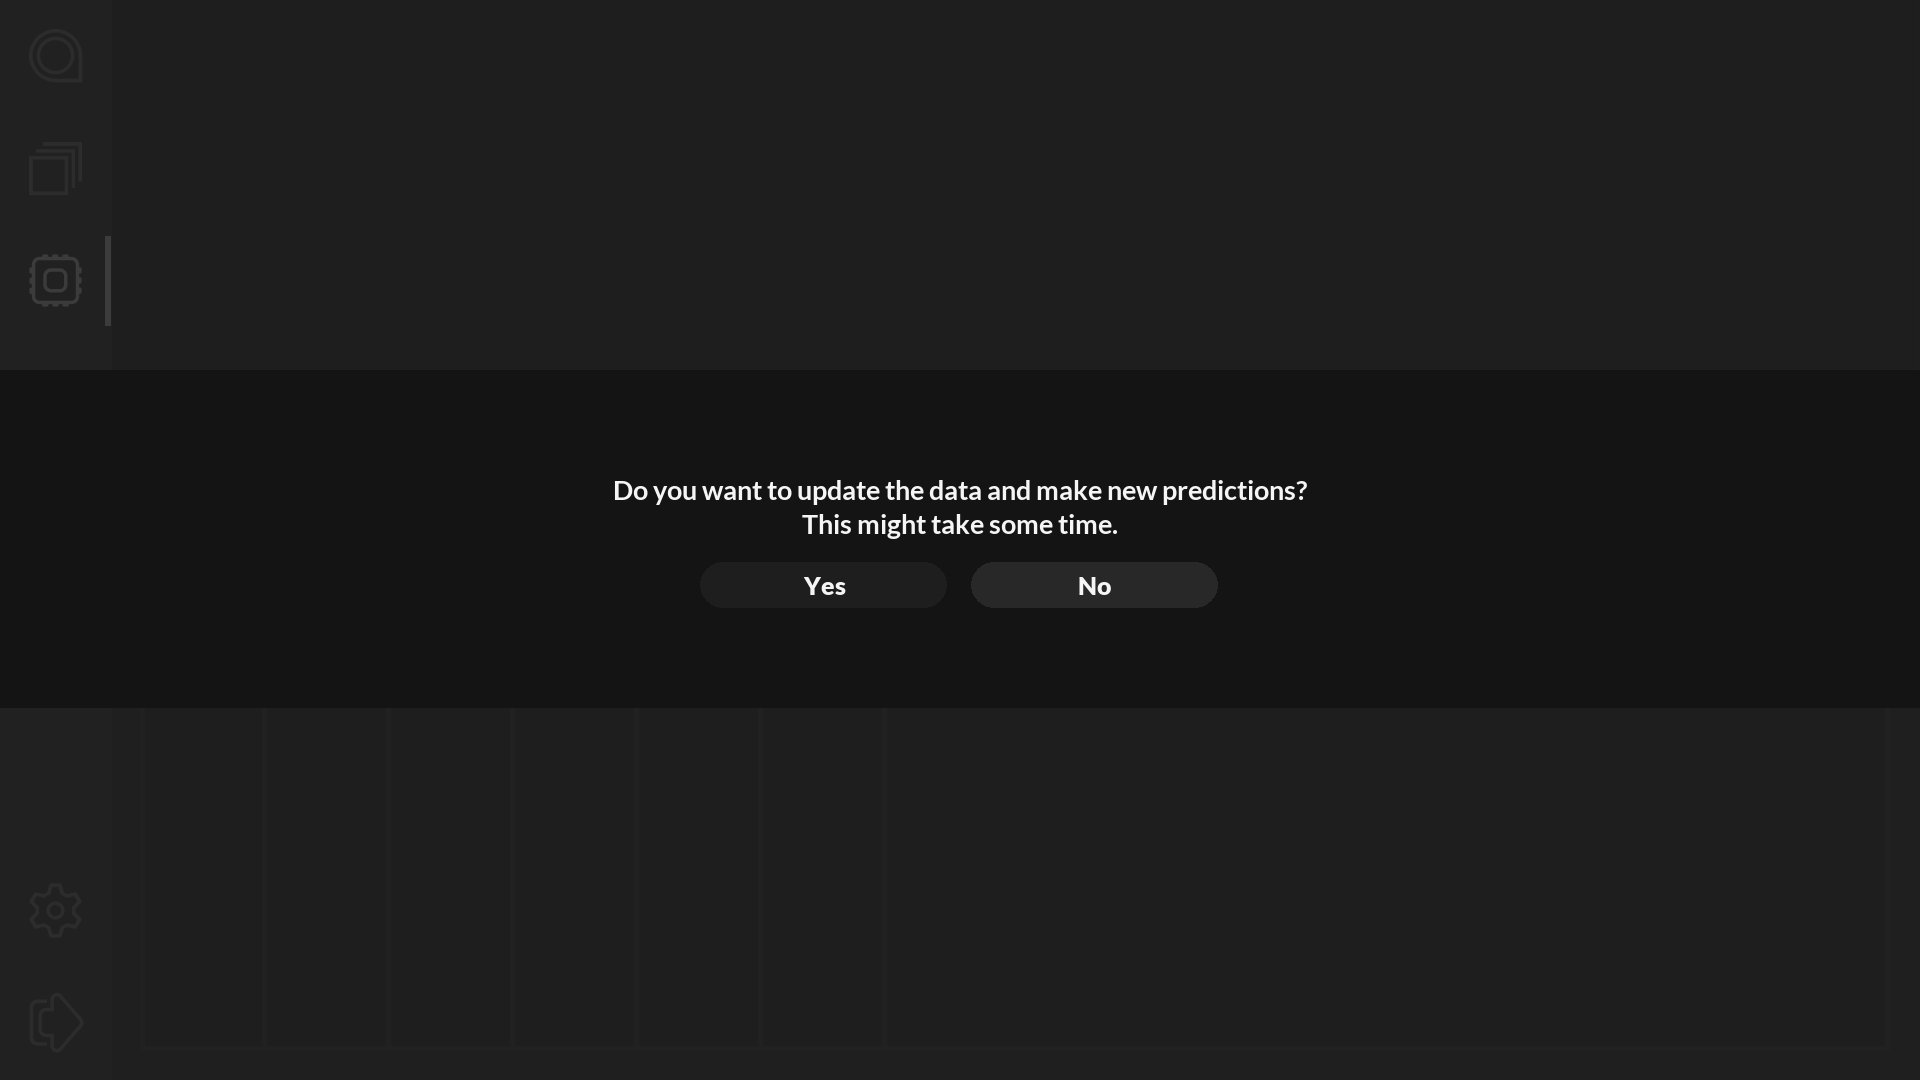 Do you want to update the data and make new predictions?
This might take some time.
Yes
No